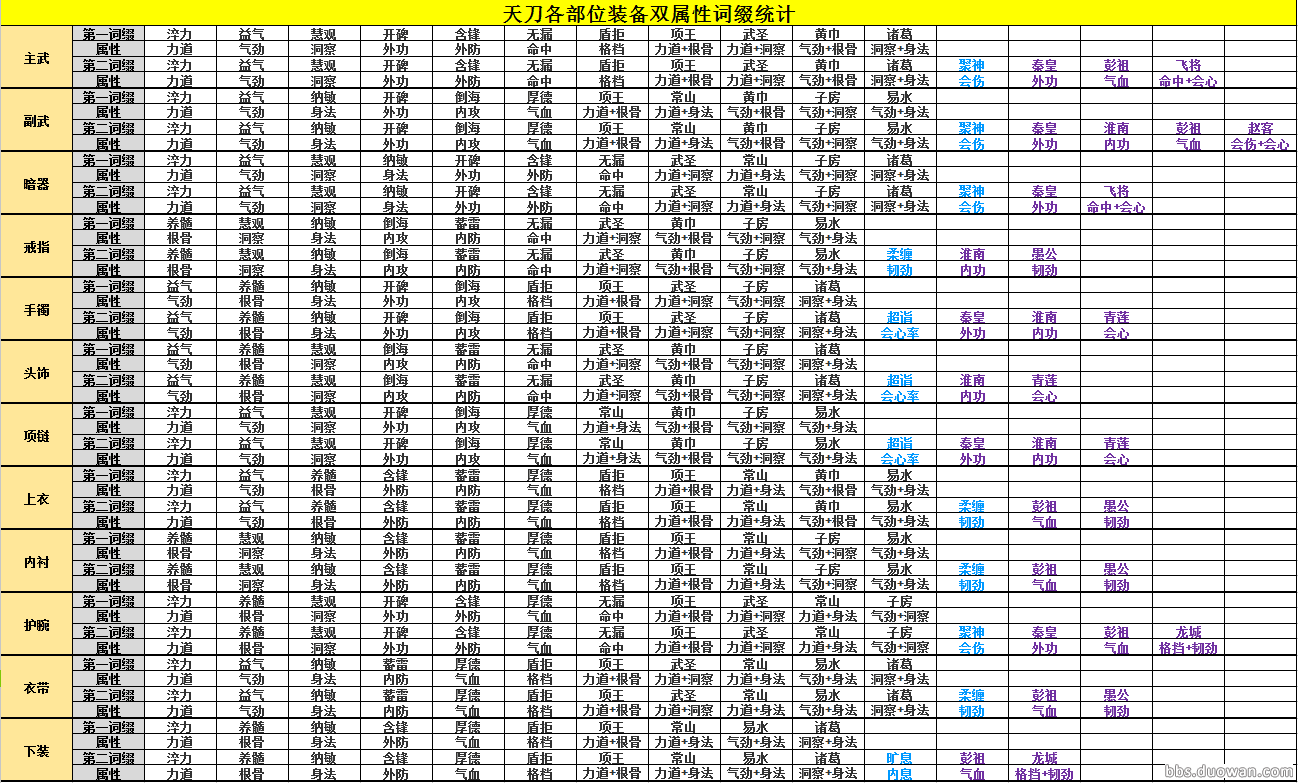 天刀各部位装备双属性词缀统计
主武
第一词缀 淬力 益气 慧观 开碑 含锋 无漏 盾拒 项王 武圣 黄巾 诸葛
属性 力道 气劲 洞察 外功 外防 命中 格挡 力道+根骨 力道+洞察 气劲+根骨 洞察+身法
第二词缀 淬力 益气 慧观 开碑 含锋 无漏 盾拒 项王 武圣 黄巾 诸葛 聚神 秦皇 彭祖 飞将
属性 力道 气劲 洞察 外功 外防 命中 格挡 力道+根骨 力道+洞察 气劲+根骨 洞察+身法 会伤 外功 气血 命中+会心
副武
第一词缀 淬力 益气 纳敏 开碑 倒海 厚德 项王 常山 黄巾 子房 易水
属性 力道 气劲 身法 外功 内攻 气血 力道+根骨 力道+身法 气劲+根骨 气劲+洞察 气劲+身法
第二词缀 淬力 益气 纳敏 开碑 倒海 厚德 项王 常山 黄巾 子房 易水 聚神 秦皇 淮南 彭祖 赵客
属性 力道 气劲 身法 外功 内攻 气血 力道+根骨 力道+身法 气劲+根骨 气劲+洞察 气劲+身法 会伤 外功 内功 气血 会伤+会心
暗器
第一词缀 淬力 益气 慧观 纳敏 开碑 含锋 无漏 武圣 常山 子房 诸葛
属性 力道 气劲 洞察 身法 外功 外防 命中 力道+洞察 力道+身法 气劲+洞察 洞察+身法
第二词缀 淬力 益气 慧观 纳敏 开碑 含锋 无漏 武圣 常山 子房 诸葛 聚神 秦皇 飞将
属性 力道 气劲 洞察 身法 外功 外防 命中 力道+洞察 力道+身法 气劲+洞察 洞察+身法 会伤 外功 命中+会心
戒指
第一词缀 养髓 慧观 纳敏 倒海 蓄雷 无漏 武圣 黄巾 子房 易水
属性 根骨 洞察 身法 内攻 内防 命中 力道+洞察 气劲+根骨 气劲+洞察 气劲+身法
第二词缀 养髓 慧观 纳敏 倒海 蓄雷 无漏 武圣 黄巾 子房 易水 柔缠 淮南 愚公
属性 根骨 洞察 身法 内攻 内防 命中 力道+洞察 气劲+根骨 气劲+洞察 气劲+身法 韧劲 内功 韧劲
手镯
第一词缀 益气 养髓 纳敏 开碑 倒海 盾拒 项王 武圣 子房 诸葛
属性 气劲 根骨 身法 外功 内攻 格挡 力道+根骨 力道+洞察 气劲+洞察 洞察+身法
第二词缀 益气 养髓 纳敏 开碑 倒海 盾拒 项王 武圣 子房 诸葛 超诣 秦皇 淮南 青莲
属性 气劲 根骨 身法 外功 内攻 格挡 力道+根骨 力道+洞察 气劲+洞察 洞察+身法 会心率 外功 内功 会心
头饰
第一词缀 益气 养髓 慧观 倒海 蓄雷 无漏 武圣 黄巾 子房 诸葛
属性 气劲 根骨 洞察 内攻 内防 命中 力道+洞察 气劲+根骨 气劲+洞察 洞察+身法
第二词缀 益气 养髓 慧观 倒海 蓄雷 无漏 武圣 黄巾 子房 诸葛 超诣 淮南 青莲
属性 气劲 根骨 洞察 内攻 内防 命中 力道+洞察 气劲+根骨 气劲+洞察 洞察+身法 会心率 内功 会心
项链
第一词缀 淬力 益气 慧观 开碑 倒海 厚德 常山 黄巾 子房 易水
属性 力道 气劲 洞察 外功 内攻 气血 力道+身法 气劲+根骨 气劲+洞察 气劲+身法
第二词缀 淬力 益气 慧观 开碑 倒海 厚德 常山 黄巾 子房 易水 超诣 秦皇 淮南 青莲
属性 力道 气劲 洞察 外功 内攻 气血 力道+身法 气劲+根骨 气劲+洞察 气劲+身法 会心率 外功 内功 会心
上衣
第一词缀 淬力 益气 养髓 含锋 蓄雷 厚德 盾拒 项王 常山 黄巾 易水
属性 力道 气劲 根骨 外防 内防 气血 格挡 力道+根骨 力道+身法 气劲+根骨 气劲+身法
第二词缀 淬力 益气 养髓 含锋 蓄雷 厚德 盾拒 项王 常山 黄巾 易水 柔缠 彭祖 愚公
属性 力道 气劲 根骨 外防 内防 气血 格挡 力道+根骨 力道+身法 气劲+根骨 气劲+身法 韧劲 气血 韧劲
内衬
第一词缀 养髓 慧观 纳敏 含锋 蓄雷 厚德 盾拒 项王 常山 子房 易水
属性 根骨 洞察 身法 外防 内防 气血 格挡 力道+根骨 力道+身法 气劲+洞察 气劲+身法
第二词缀 养髓 慧观 纳敏 含锋 蓄雷 厚德 盾拒 项王 常山 子房 易水 柔缠 彭祖 愚公
属性 根骨 洞察 身法 外防 内防 气血 格挡 力道+根骨 力道+身法 气劲+洞察 气劲+身法 韧劲 气血 韧劲
护腕
第一词缀 淬力 养髓 慧观 开碑 含锋 厚德 无漏 项王 武圣 常山 子房
属性 力道 根骨 洞察 外功 外防 气血 命中 力道+根骨 力道+洞察 力道+身法 气劲+洞察
第二词缀 淬力 养髓 慧观 开碑 含锋 厚德 无漏 项王 武圣 常山 子房 聚神 秦皇 彭祖 龙城
属性 力道 根骨 洞察 外功 外防 气血 命中 力道+根骨 力道+洞察 力道+身法 气劲+洞察 会伤 外功 气血 格挡+韧劲
衣带
第一词缀 淬力 益气 纳敏 蓄雷 厚德 盾拒 项王 武圣 常山 易水 诸葛
属性 力道 气劲 身法 内防 气血 格挡 力道+根骨 力道+洞察 力道+身法 气劲+身法 洞察+身法
第二词缀 淬力 益气 纳敏 蓄雷 厚德 盾拒 项王 武圣 常山 易水 诸葛 柔缠 彭祖 愚公
属性 力道 气劲 身法 内防 气血 格挡 力道+根骨 力道+洞察 力道+身法 气劲+身法 洞察+身法 韧劲 气血 韧劲
下装
第一词缀 淬力 养髓 纳敏 含锋 厚德 盾拒 项王 常山 易水 诸葛
属性 力道 根骨 身法 外防 气血 格挡 力道+根骨 力道+身法 气劲+身法 洞察+身法
第二词缀 淬力 养髓 纳敏 含锋 厚德 盾拒 项王 常山 易水 诸葛 旷息 彭祖 龙城
属性 力道 根骨 身法 外防 气血 格挡 力道+根骨 力道+身法 气劲+身法 洞察+身法 内息 气血 格挡+韧劲
bbs.duowan.com